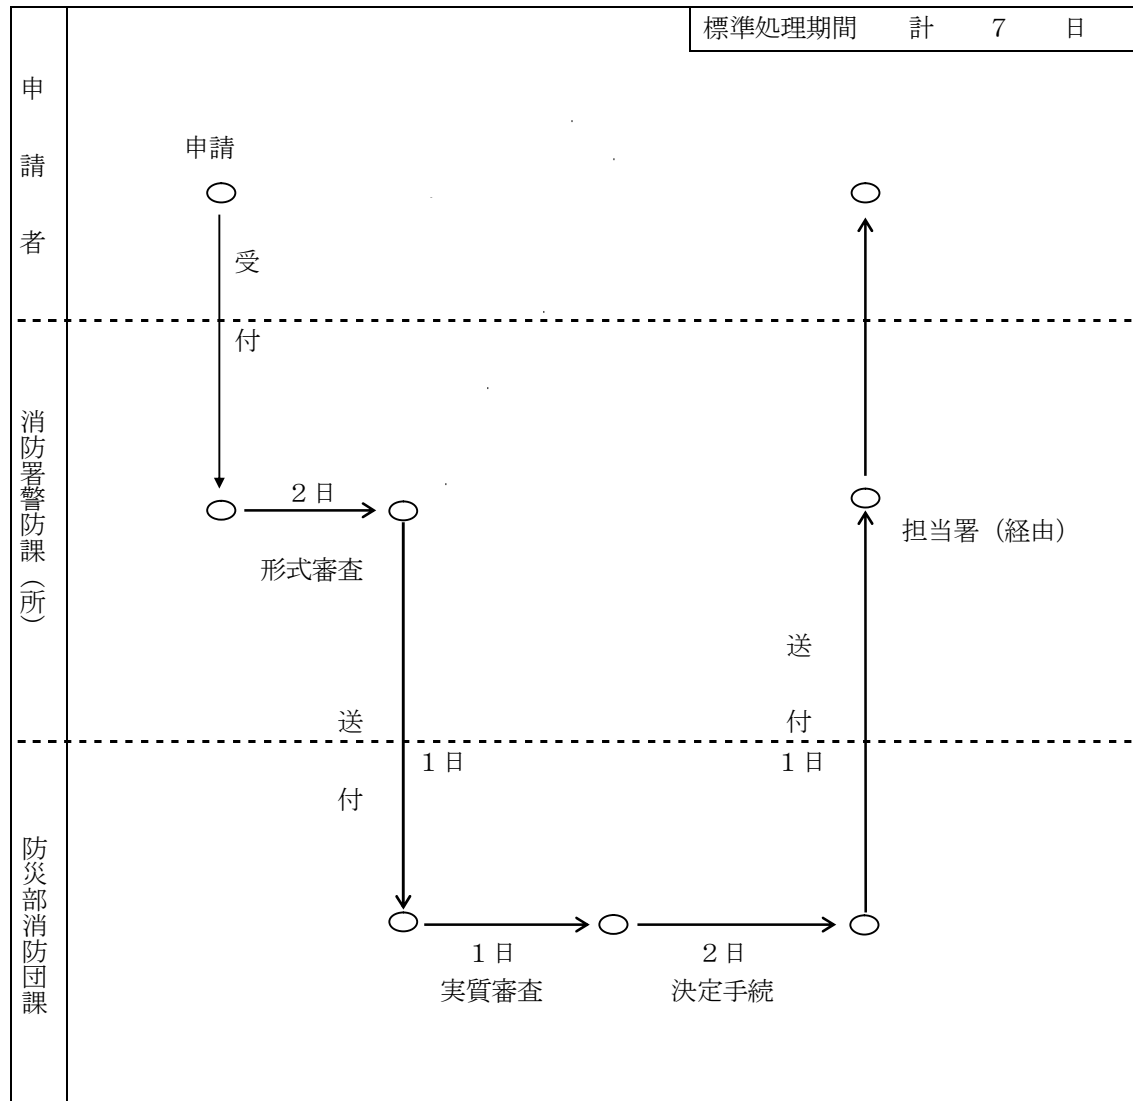 標準処理期間 計 7 日
申請者
申請
受付
消防署警防課(所)
2日
形式審査
担当署(経由)
送付
1日
送付
1日
防災部消防団課
1日
実質審査
2日
決定手続